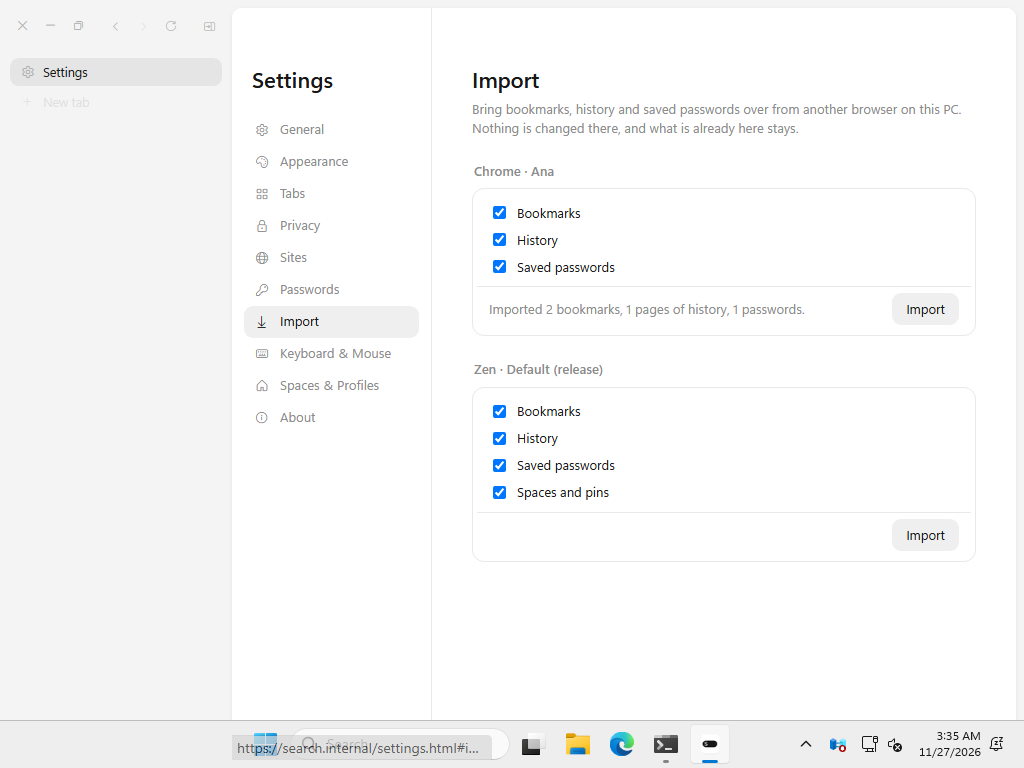 Settings
New tab
Settings
General
Appearance
Tabs
Privacy
Sites
Passwords
Import
Keyboard & Mouse
Spaces & Profiles
About
Import
Bring bookmarks, history and saved passwords over from another browser on this PC.
Nothing is changed there, and what is already here stays.
Chrome · Ana
Bookmarks
History
Saved passwords
Imported 2 bookmarks, 1 pages of history, 1 passwords.
Import
Zen · Default (release)
Bookmarks
History
Saved passwords
Spaces and pins
Import
https://search.internal/settings.html#i...
Search
3:35 AM
11/27/2026